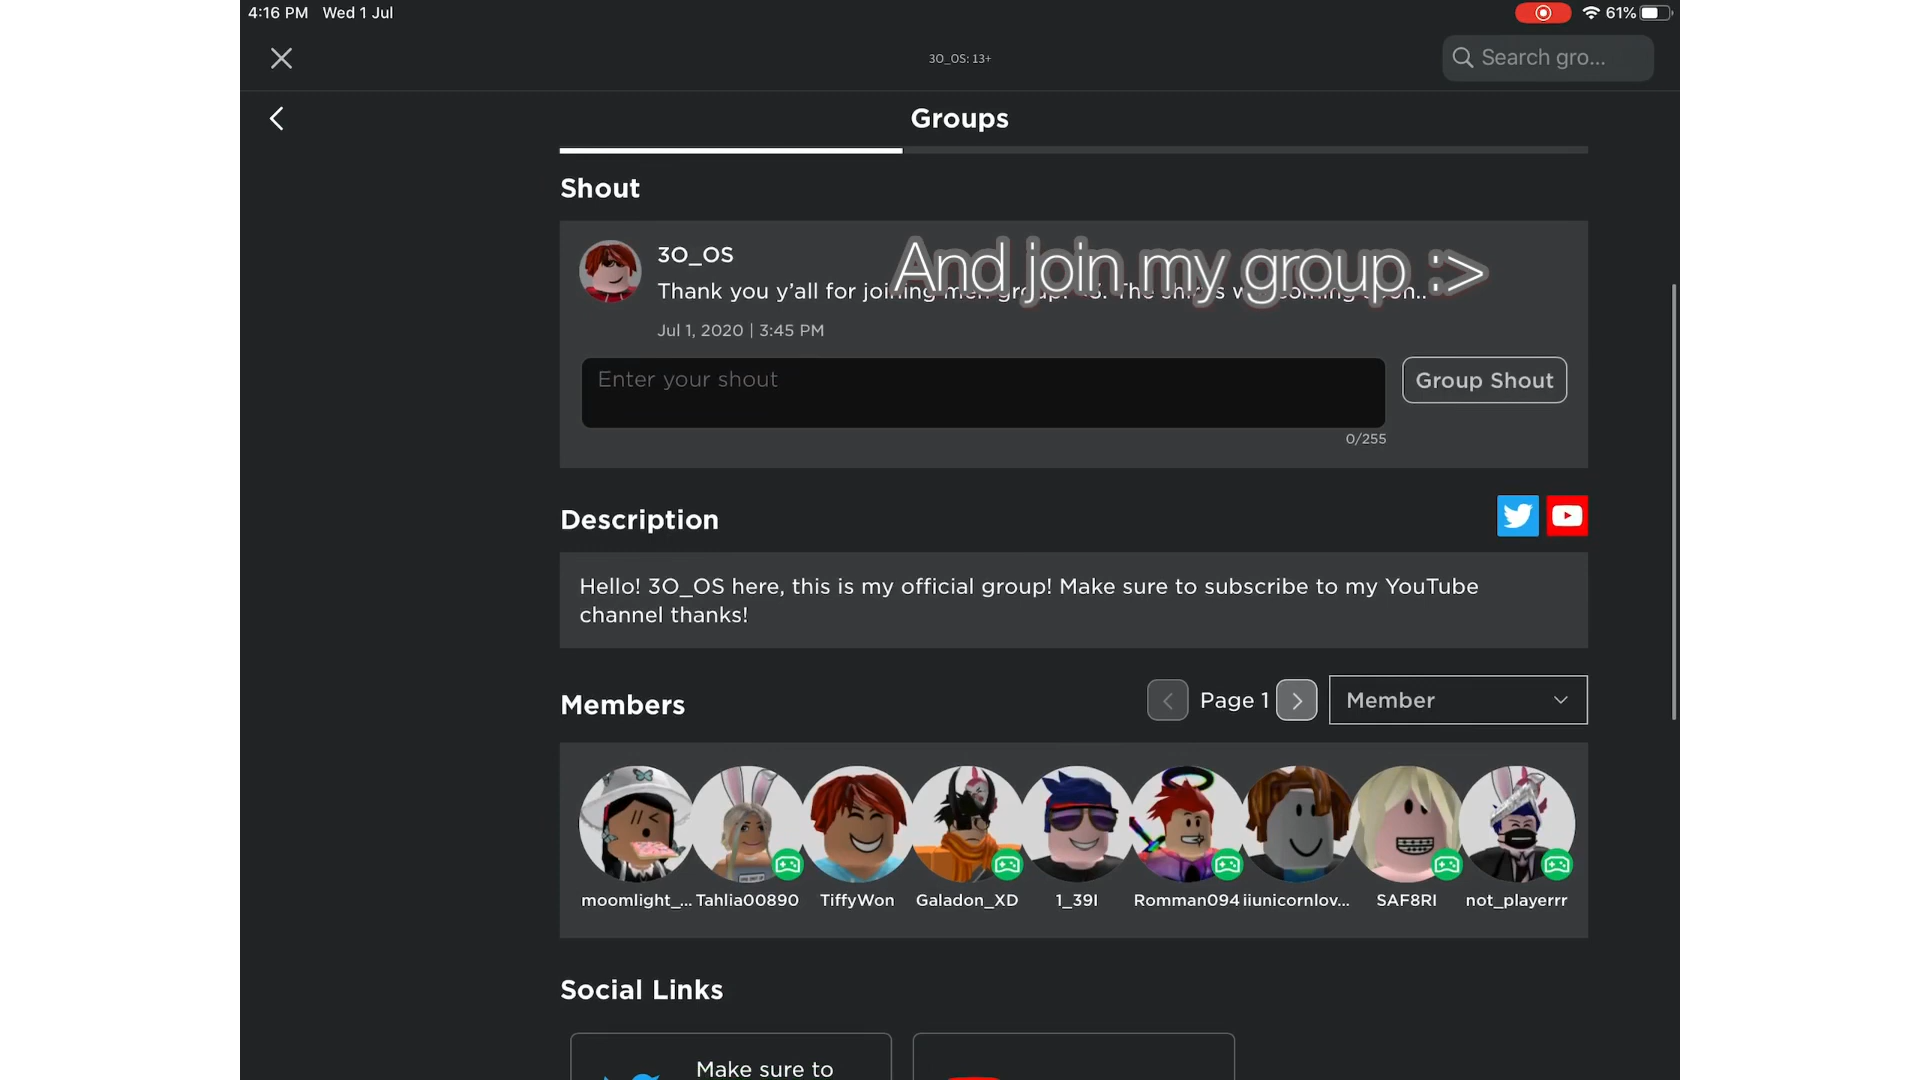 4:16 PM Wed 1 Jul
61%
3O_OS: 13+
Search gro...
Groups
Shout
3O_OS
And join my group :>
Thank you y'all for joining
Jul 1, 2020 | 3:45 PM
Enter your shout
Group Shout
0/255
Description
Hello! 3O_OS here, this is my official group! Make sure to subscribe to my YouTube
channel thanks!
Members
Page 1
Member
moomlight_... Tahlia00890 TiffyWon Galadon_XD 1_39I Romman094 iiunicornlov... SAF8RI not_playerrr
Social Links
Make sure to